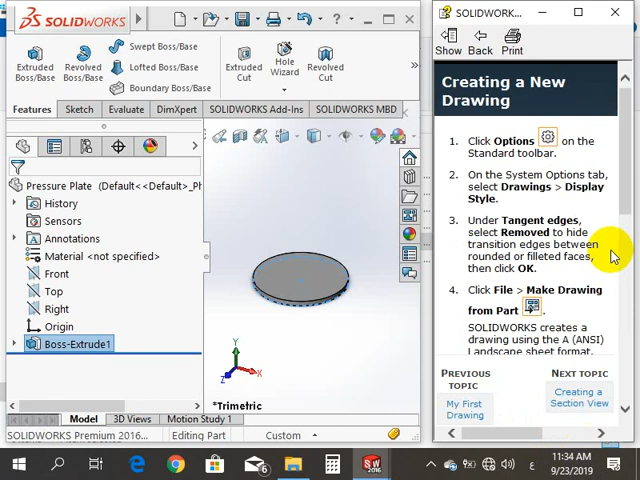 SOLIDWORKS
Extruded
Boss/Base
Revolved
Boss/Base
Swept Boss/Base
Lofted Boss/Base
Boundary Boss/Base
Extruded
Cut
Hole
Wizard
Revolved
Cut
Features
Sketch
Evaluate
DimXpert
SOLIDWORKS Add-Ins
SOLIDWORKS MBD
Pressure Plate (Default<<Default>_Ph
History
Sensors
Annotations
Material <not specified>
Front
Top
Right
Origin
Boss-Extrude1
Y
X
Z
*Trimetric
Model
3D Views
Motion Study 1
SOLIDWORKS Premium 2016...
Editing Part
Custom
SOLIDWORKS...
Show
Back
Print
Creating a New
Drawing
1. Click Options on the
Standard toolbar.
2. On the System Options tab,
select Drawings > Display
Style.
3. Under Tangent edges,
select Removed to hide
transition edges between
rounded or filleted faces,
then click OK.
4. Click File > Make Drawing
from Part .
SOLIDWORKS creates a
drawing using the A (ANSI)
Landscape sheet format.
PREVIOUS
TOPIC
My First
Drawing
NEXT TOPIC
Creating a
Section View
6
SW
2016
ع
11:34 AM
9/23/2019